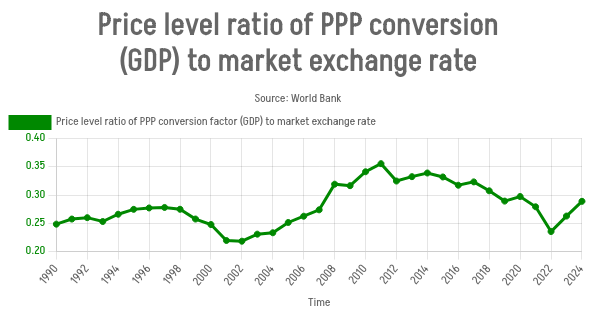 Price level ratio of PPP conversion
(GDP) to market exchange rate
Source: World Bank
Price level ratio of PPP conversion factor (GDP) to market exchange rate
0.40
0.35
0.30
0.25
0.20
1990 1992 1994 1996 1998 2000 2002 2004 2006 2008 2010 2012 2014 2016 2018 2020 2022 2024
Time